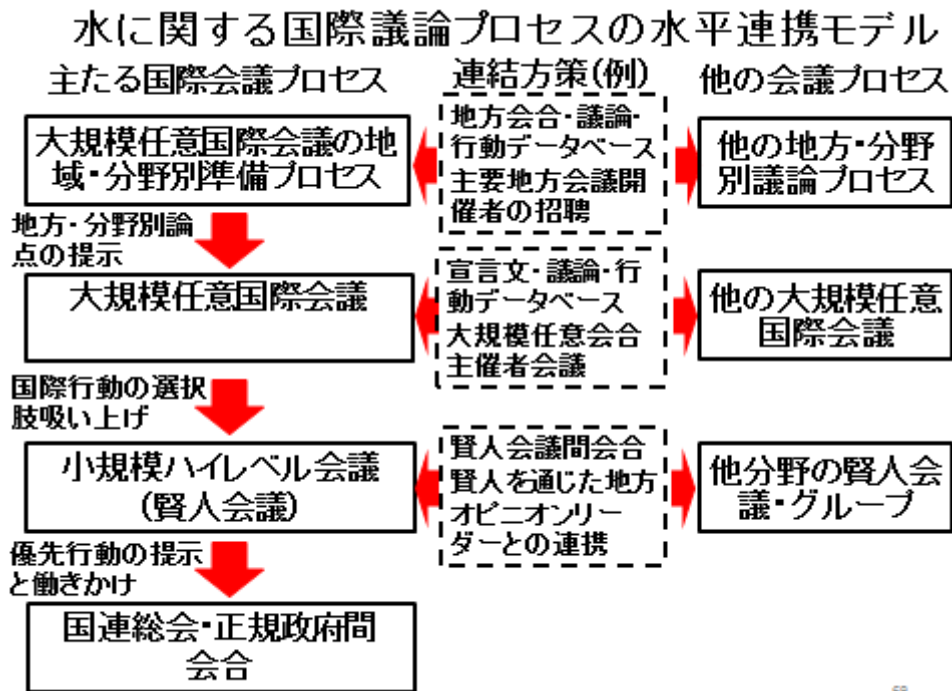 水に関する国際議論プロセスの水平連携モデル
主たる国際会議プロセス
連結方策(例)
他の会議プロセス
大規模任意国際会議の地
域・分野別準備プロセス
地方会合・議論・
行動データベース
主要地方会議開
催者の招聘
他の地方・分野
別議論プロセス
地方・分野別論
点の提示
大規模任意国際会議
宣言文・議論・行
動データベース
大規模任意会合
主催者会議
他の大規模任意
国際会議
国際行動の選択
肢吸い上げ
小規模ハイレベル会議
(賢人会議)
賢人会議間会合
賢人を通じた地方
オピニオンリー
ダーとの連携
他分野の賢人会
議・グループ
優先行動の提示
と働きかけ
国連総会・正規政府間
会合